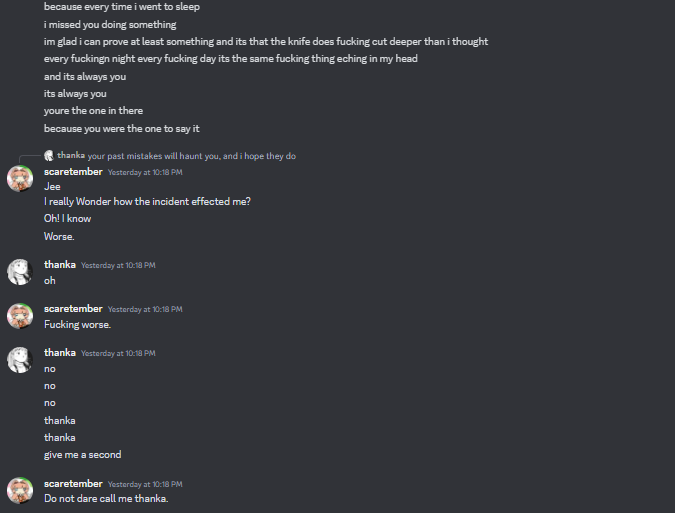 because every time i went to sleep
i missed you doing something
im glad i can prove at least something and its that the knife does fucking cut deeper than i thought
every fuckingn night every fucking day its the same fucking thing eching in my head
and its always you
its always you
youre the one in there
because you were the one to say it
thanka your past mistakes will haunt you, and i hope they do
scaretember Yesterday at 10:18 PM
Jee
I really Wonder how the incident effected me?
Oh! I know
Worse.
thanka Yesterday at 10:18 PM
oh
scaretember Yesterday at 10:18 PM
Fucking worse.
thanka Yesterday at 10:18 PM
no
no
no
thanka
thanka
give me a second
scaretember Yesterday at 10:18 PM
Do not dare call me thanka.